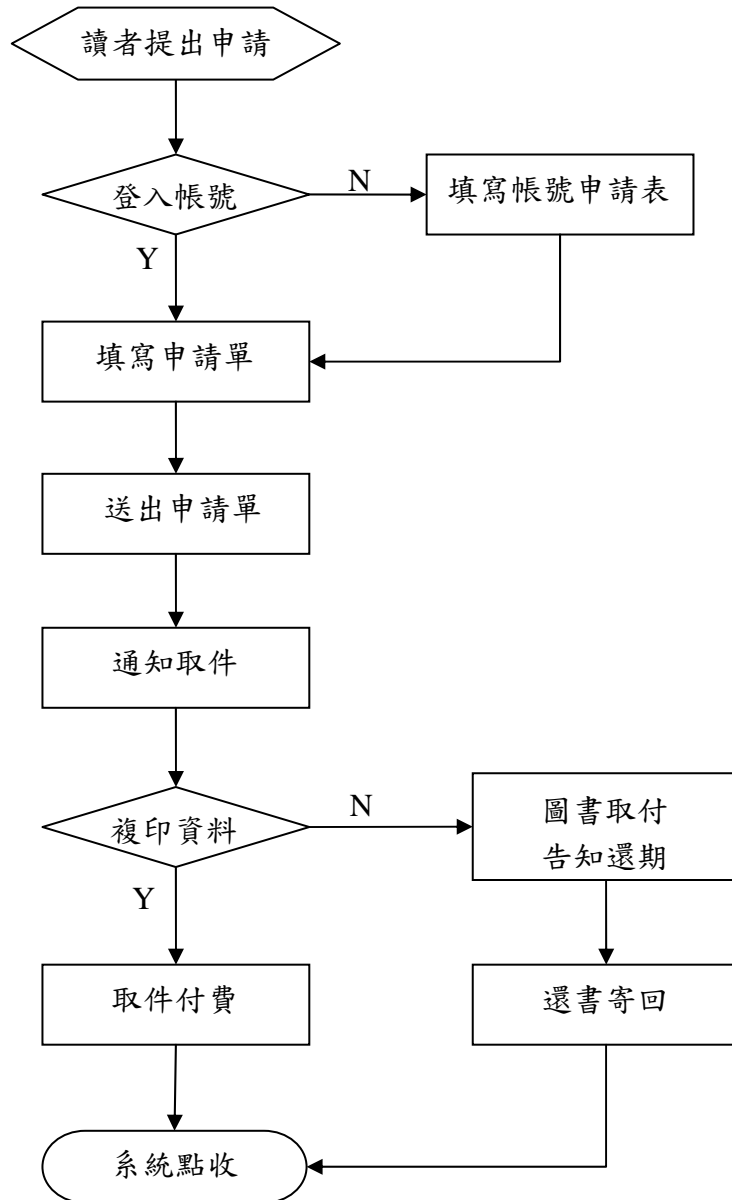 讀者提出申請
登入帳號
N
填寫帳號申請表
Y
填寫申請單
送出申請單
通知取件
複印資料
N
圖書取付
告知還期
Y
取件付費
還書寄回
系統點收